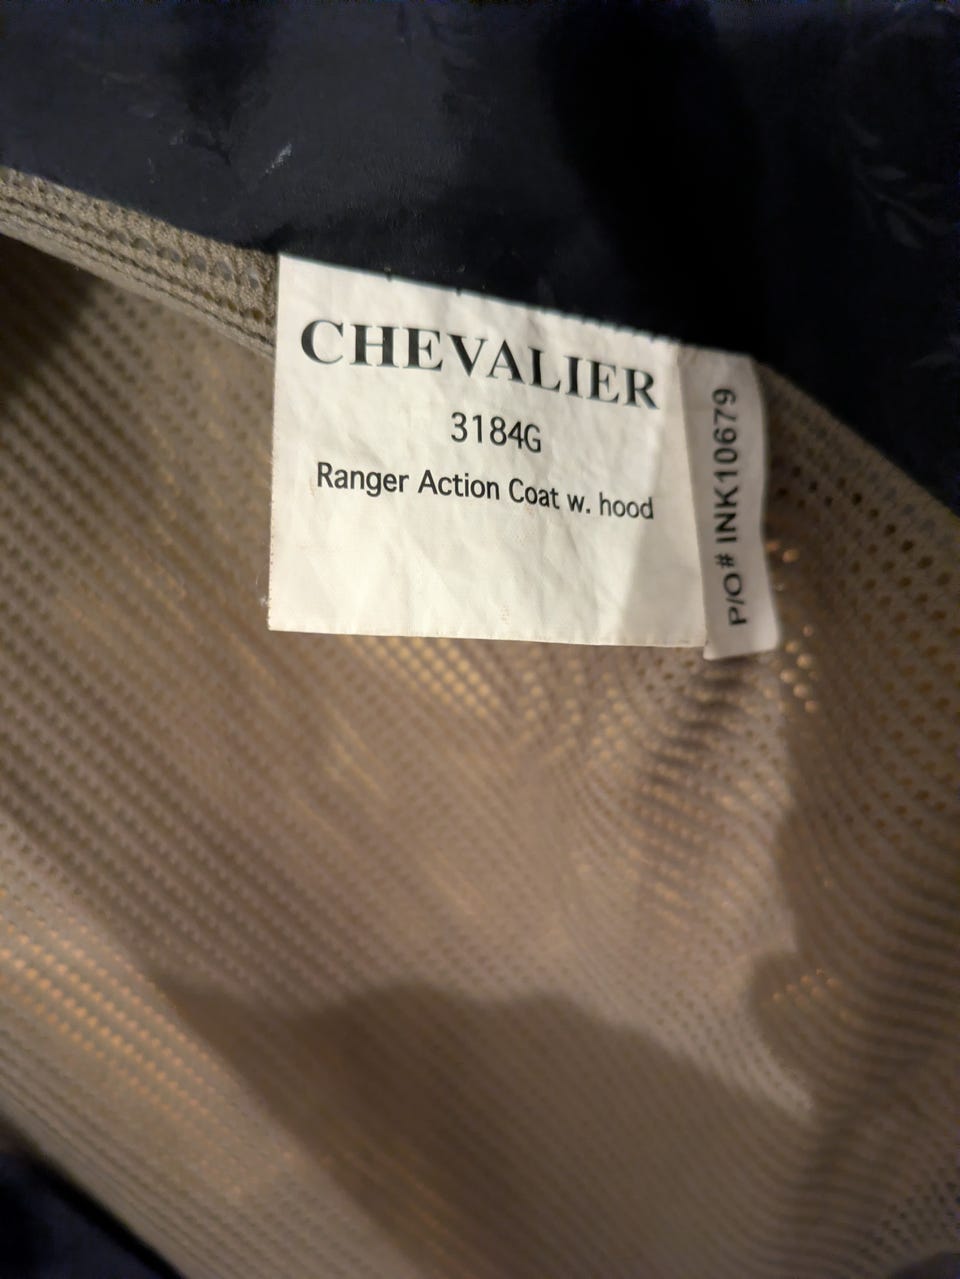 CHEVALIER
3184G
Ranger Action Coat w. hood
P/O# INK10679